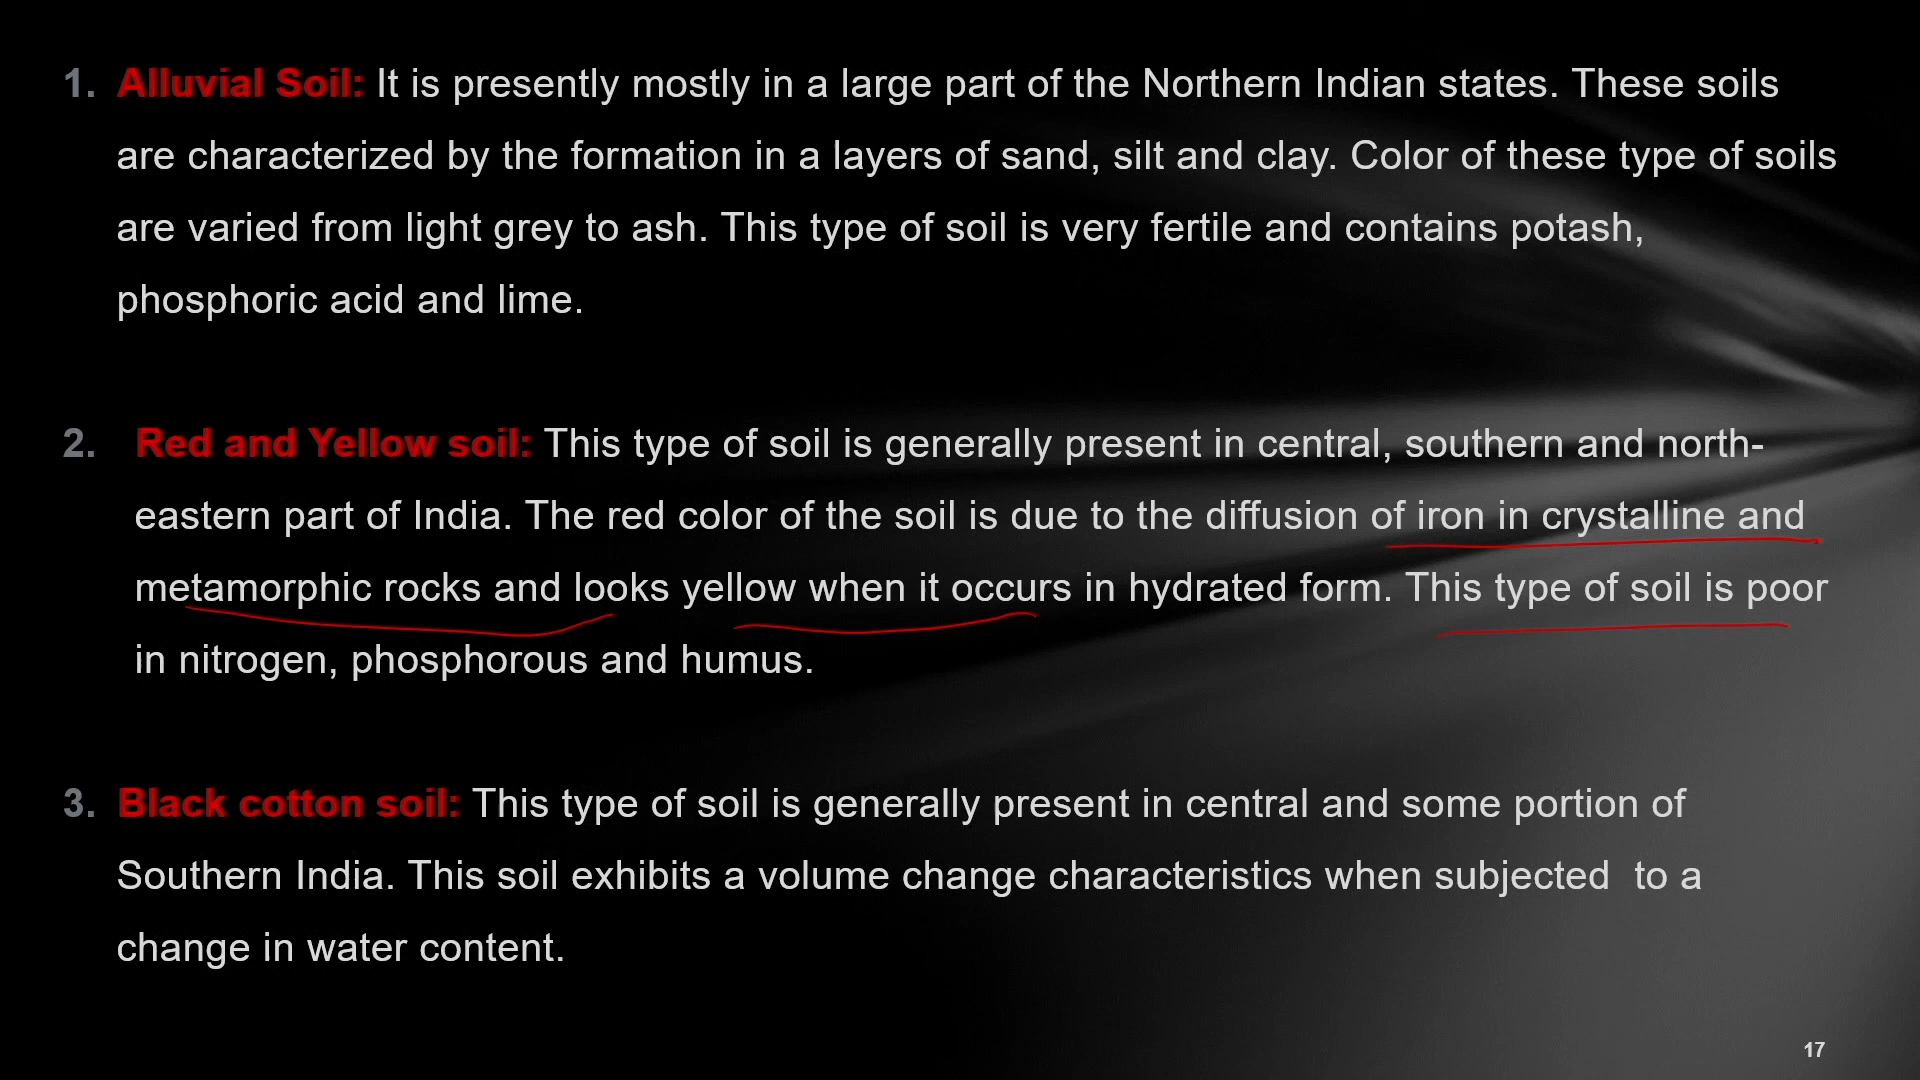 1. Alluvial Soil: It is presently mostly in a large part of the Northern Indian states. These soils
are characterized by the formation in a layers of sand, silt and clay. Color of these type of soils
are varied from light grey to ash. This type of soil is very fertile and contains potash,
phosphoric acid and lime.
2. Red and Yellow soil: This type of soil is generally present in central, southern and north-
eastern part of India. The red color of the soil is due to the diffusion of iron in crystalline and
metamorphic rocks and looks yellow when it occurs in hydrated form. This type of soil is poor
in nitrogen, phosphorous and humus.
3. Black cotton soil: This type of soil is generally present in central and some portion of
Southern India. This soil exhibits a volume change characteristics when subjected  to a
change in water content.
17